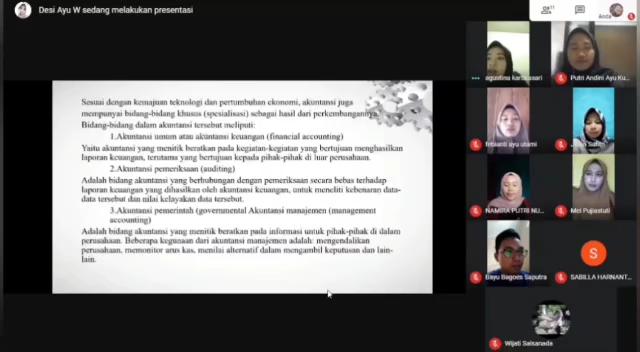 Desi Ayu W sedang melakukan presentasi
11
Anda
Sesuai dengan kemajuan teknologi dan pertumbuhan ekonomi, akuntansi juga
mempunyai bidang-bidang khusus (spesialisasi) sebagai hasil dari perkembangannya.
Bidang-bidang dalam akuntansi tersebut meliputi:
1.Akuntansi umum atau akuntansi keuangan (financial accounting)
Yaitu akuntansi yang menitik beratkan pada kegiatan-kegiatan yang bertujuan menghasilkan
laporan keuangan, terutama yang bertujuan kepada pihak-pihak di luar perusahaan.
2.Akuntansi pemeriksaan (auditing)
Adalah bidang akuntansi yang berhubungan dengan pemeriksaan secara bebas terhadap
laporan keuangan yang dihasilkan oleh akuntansi keuangan, untuk meneliti kebenaran data-
data tersebut dan nilai kelayakan data tersebut.
3.Akuntansi pemerintah (governmental Akuntansi manajemen (management
accounting)
Adalah bidang akuntansi yang menitik beratkan pada informasi untuk pihak-pihak di dalam
perusahaan. Beberapa kegunaan dari akuntansi manajemen adalah: mengendalikan
perusahaan, memonitor arus kas, menilai alternatif dalam mengambil keputusan dan lain-
lain.
agustina kartikasari
Putri Andini Ayu Ku...
febianti ayu utami
Safitri
NAMIRA PUTRI NU...
Mei Pujiastuti
Bayu Bagoes Saputra
S
SABILLA HARNANT...
Wijati Salsanada